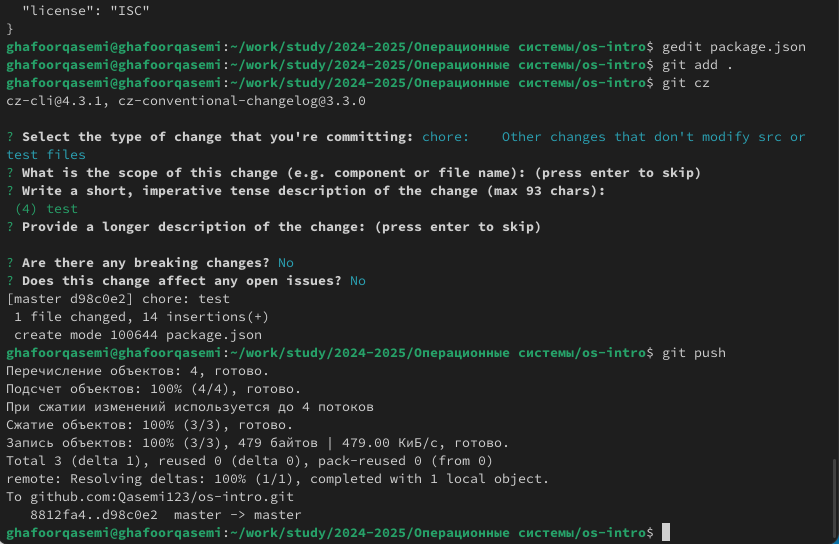 "license": "ISC"
}
ghafoorqasemi@ghafoorqasemi:~/work/study/2024-2025/Операционные системы/os-intro$ gedit package.json
ghafoorqasemi@ghafoorqasemi:~/work/study/2024-2025/Операционные системы/os-intro$ git add .
ghafoorqasemi@ghafoorqasemi:~/work/study/2024-2025/Операционные системы/os-intro$ git cz
cz-cli@4.3.1, cz-conventional-changelog@3.3.0
? Select the type of change that you're committing: chore:    Other changes that don't modify src or
test files
? What is the scope of this change (e.g. component or file name): (press enter to skip)
? Write a short, imperative tense description of the change (max 93 chars):
 (4) test
? Provide a longer description of the change: (press enter to skip)
? Are there any breaking changes? No
? Does this change affect any open issues? No
[master d98c0e2] chore: test
 1 file changed, 14 insertions(+)
 create mode 100644 package.json
ghafoorqasemi@ghafoorqasemi:~/work/study/2024-2025/Операционные системы/os-intro$ git push
Перечисление объектов: 4, готово.
Подсчет объектов: 100% (4/4), готово.
При сжатии изменений используется до 4 потоков
Сжатие объектов: 100% (3/3), готово.
Запись объектов: 100% (3/3), 479 байтов | 479.00 КиБ/с, готово.
Total 3 (delta 1), reused 0 (delta 0), pack-reused 0 (from 0)
remote: Resolving deltas: 100% (1/1), completed with 1 local object.
To github.com:Qasemi123/os-intro.git
   8812fa4..d98c0e2  master -> master
ghafoorqasemi@ghafoorqasemi:~/work/study/2024-2025/Операционные системы/os-intro$